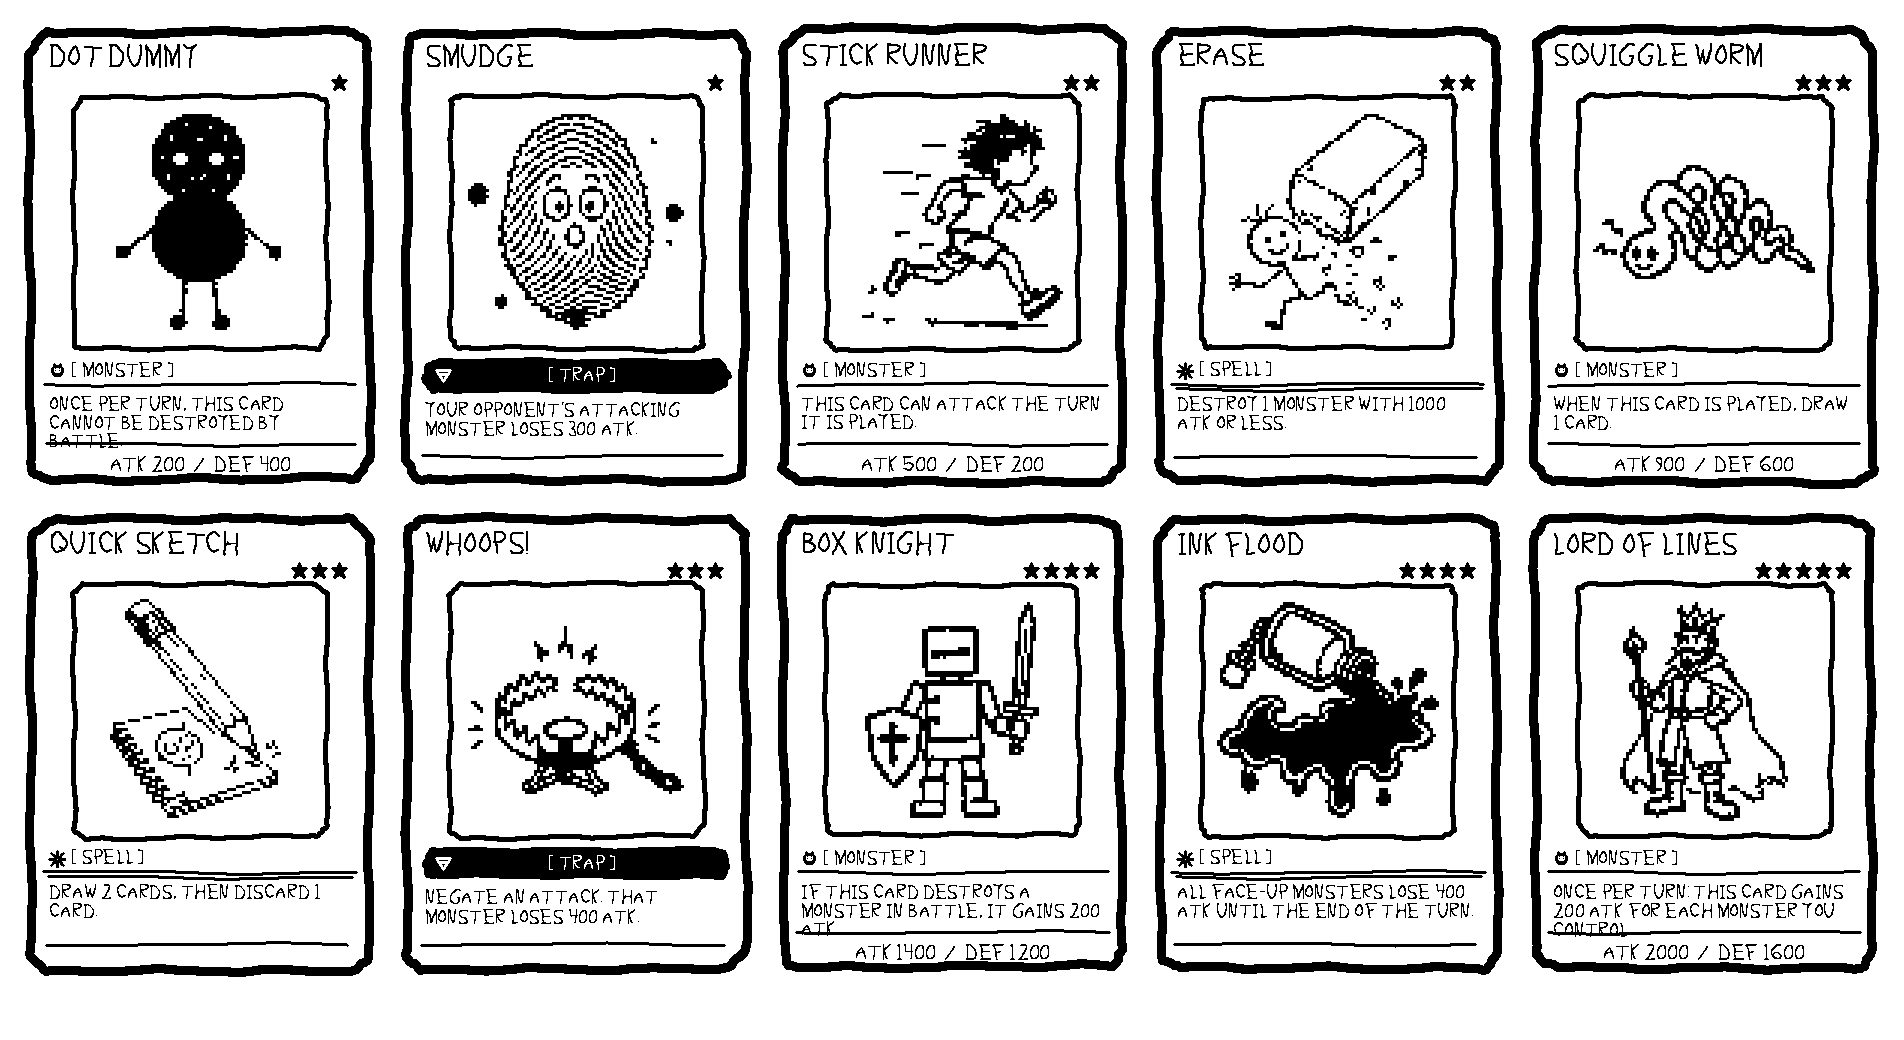 DOT DUMMY
[ MONSTER ]
ONCE PER TURN, THIS CARD
CANNOT BE DESTROYED BY
BATTLE.
ATK 200 / DEF 400
SMUDGE
[ TRAP ]
YOUR OPPONENT'S ATTACKING
MONSTER LOSES 300 ATK.
STICK RUNNER
[ MONSTER ]
THIS CARD CAN ATTACK THE TURN
IT IS PLAYED.
ATK 500 / DEF 200
ERASE
[ SPELL ]
DESTROY 1 MONSTER WITH 1000
ATK OR LESS.
SQUIGGLE WORM
[ MONSTER ]
WHEN THIS CARD IS PLAYED, DRAW
1 CARD.
ATK 900 / DEF 600
QUICK SKETCH
[ SPELL ]
DRAW 2 CARDS, THEN DISCARD 1
CARD.
WHOOPS!
[ TRAP ]
NEGATE AN ATTACK. THAT
MONSTER LOSES 400 ATK.
BOX KNIGHT
[ MONSTER ]
IF THIS CARD DESTROYS A
MONSTER IN BATTLE, IT GAINS 200
ATK
ATK 1400 / DEF 1200
INK FLOOD
[ SPELL ]
ALL FACE-UP MONSTERS LOSE 400
ATK UNTIL THE END OF THE TURN.
LORD OF LINES
[ MONSTER ]
ONCE PER TURN: THIS CARD GAINS
200 ATK FOR EACH MONSTER YOU
CONTROL
ATK 2000 / DEF 1600